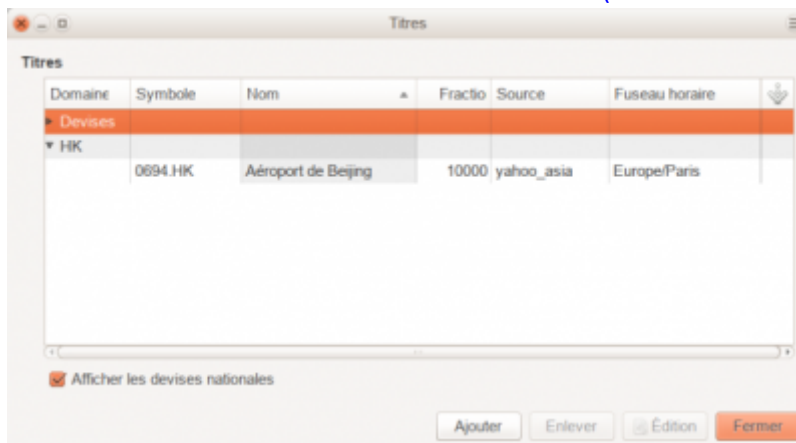 Titres
Titres
Domaine Symbole Nom Fractio Source Fuseau horaire
Devises
HK
0694.HK Aéroport de Beijing 10000 yahoo_asia Europe/Paris
Afficher les devises nationales
Ajouter Enlever Édition Fermer